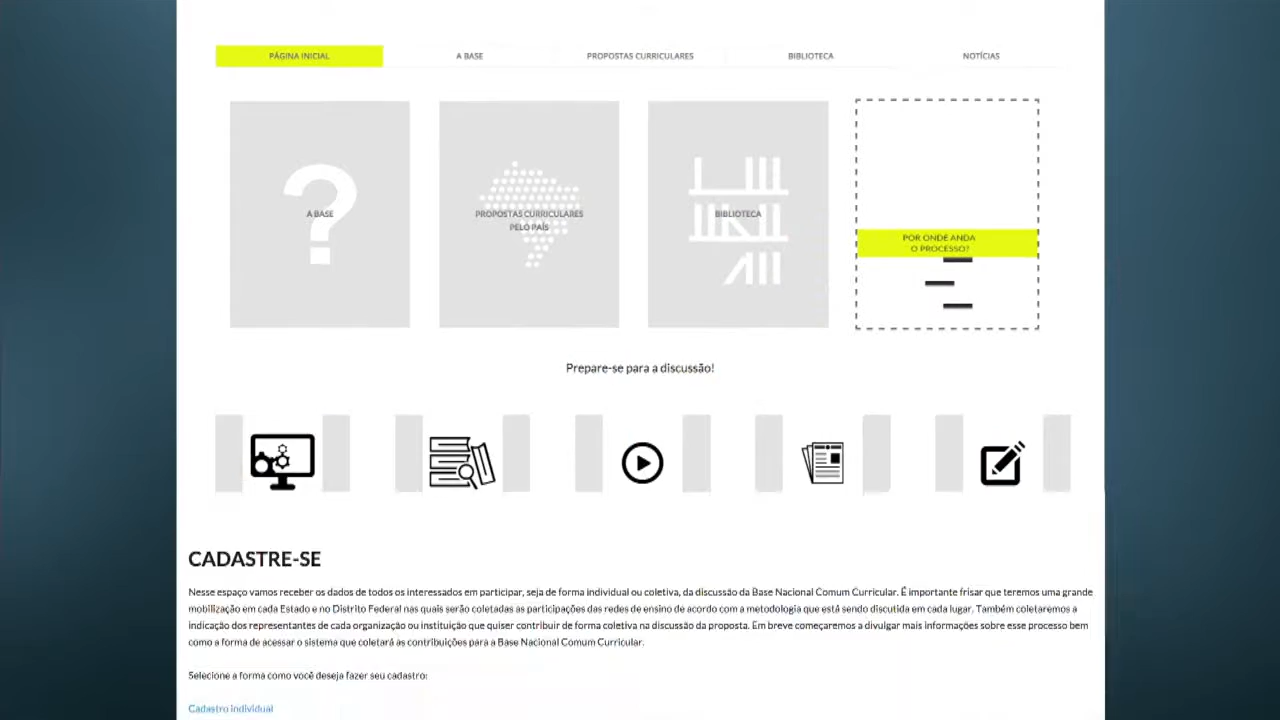 PÁGINA INICIAL
A BASE
PROPOSTAS CURRICULARES
BIBLIOTECA
NOTÍCIAS
A BASE
PROPOSTAS CURRICULARES
PELO PAÍS
BIBLIOTECA
POR ONDE ANDA
O PROCESSO?
Prepare-se para a discussão!
CADASTRE-SE
Nesse espaço vamos receber os dados de todos os interessados em participar, seja de forma individual ou coletiva, da discussão da Base Nacional Comum Curricular. É importante frisar que teremos uma grande
mobilização em cada Estado e no Distrito Federal nas quais serão coletadas as participações das redes de ensino de acordo com a metodologia que está sendo discutida em cada lugar. Também coletaremos a
indicação dos representantes de cada organização ou instituição que quiser contribuir de forma coletiva na discussão da proposta. Em breve começaremos a divulgar mais informações sobre esse processo bem
como a forma de acessar o sistema que coletará as contribuições para a Base Nacional Comum Curricular.
Selecione a forma como você deseja fazer seu cadastro:
Cadastro individual